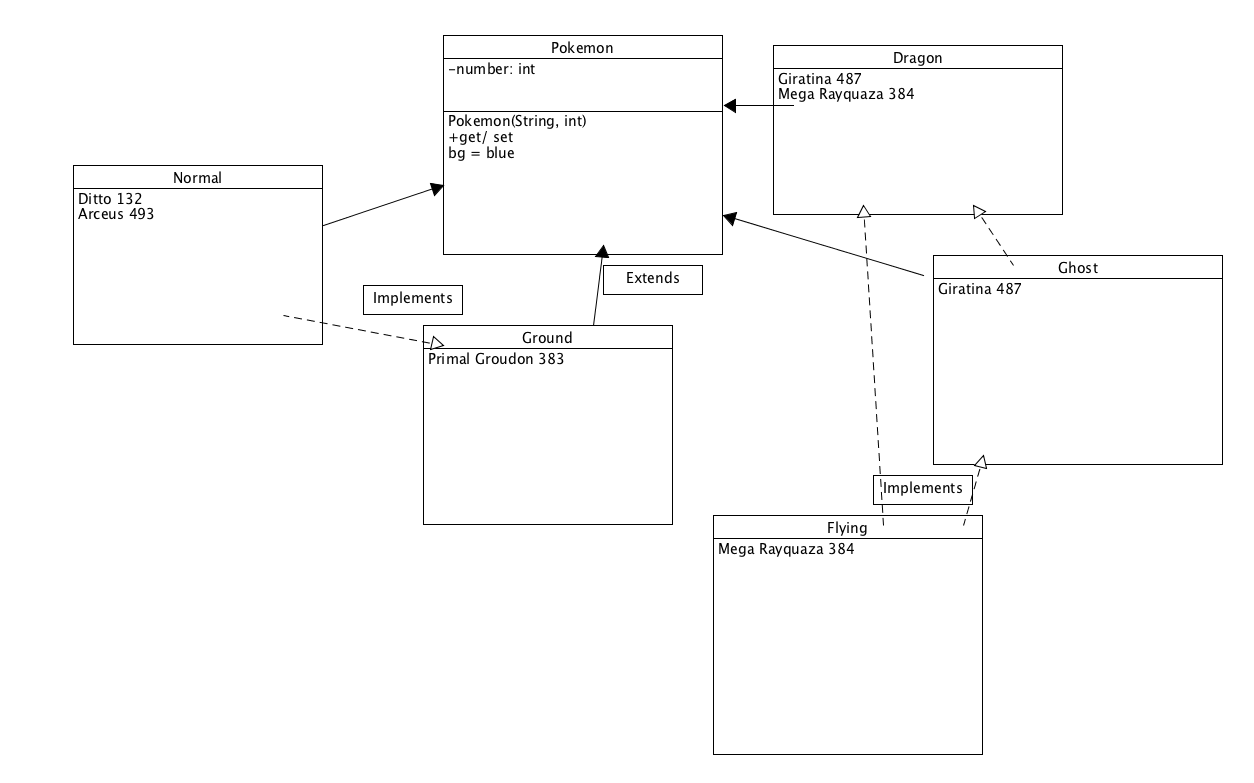 Pokemon
-number: int
Pokemon(String, int)
+get/ set
bg = blue
Dragon
Giratina 487
Mega Rayquaza 384
Normal
Ditto 132
Arceus 493
Extends
Implements
Ground
Primal Groudon 383
Ghost
Giratina 487
Implements
Flying
Mega Rayquaza 384